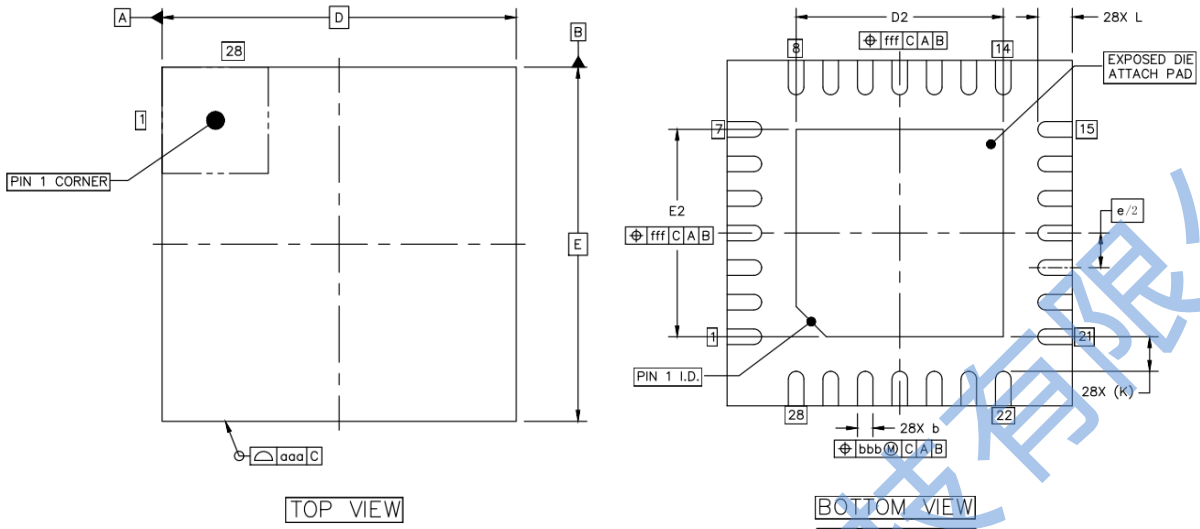 A
D
B
28
1
PIN 1 CORNER
E
aaa C
TOP VIEW
D2
28X L
fff C A B
8
14
EXPOSED DIE
ATTACH PAD
7
15
E2
e/2
fff C A B
1
21
PIN 1 I.D.
28X (K)
28
22
28X b
bbb Ⓜ C A B
BOTTOM VIEW
技有限